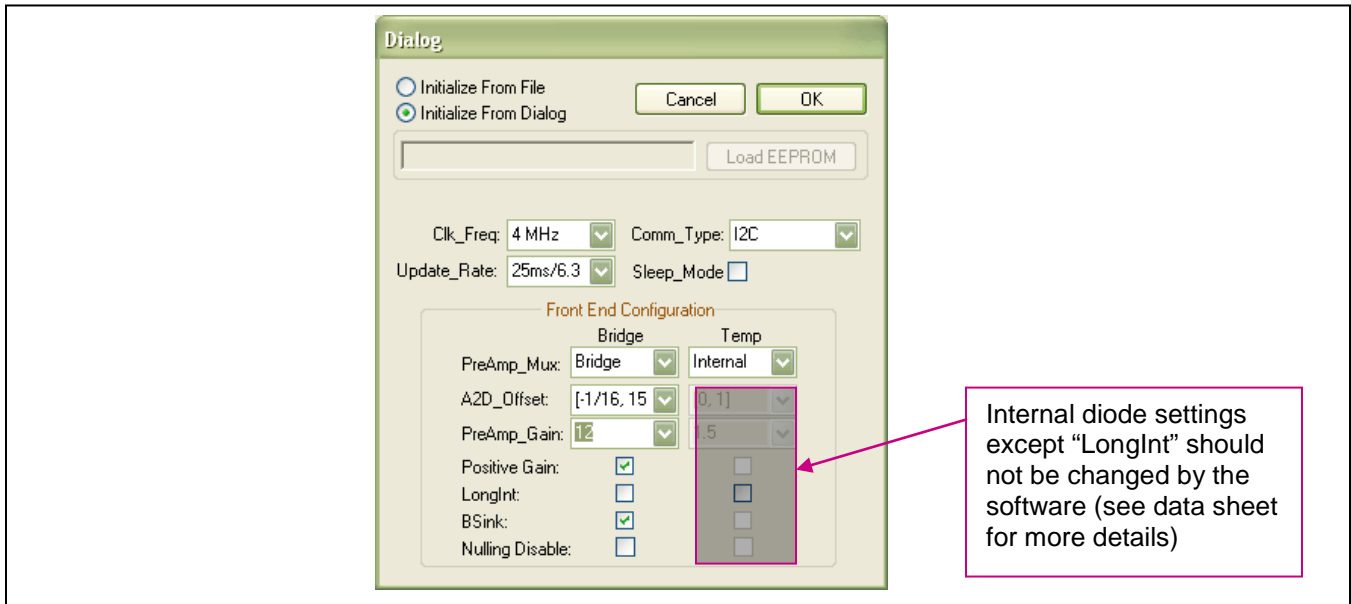 Dialog
Initialize From File
Initialize From Dialog
Cancel
OK
Load EEPROM
Clk_Freq: 4 MHz Comm_Type: I2C
Update_Rate: 25ms/6.3 Sleep_Mode
Front End Configuration
Bridge Temp
PreAmp_Mux: Bridge Internal
A2D_Offset: [-1/16, 15 [0, 1]
PreAmp_Gain: 12 1.5
Positive Gain:
LongInt:
BSink:
Nulling Disable:
Internal diode settings
except “LongInt” should
not be changed by the
software (see data sheet
for more details)